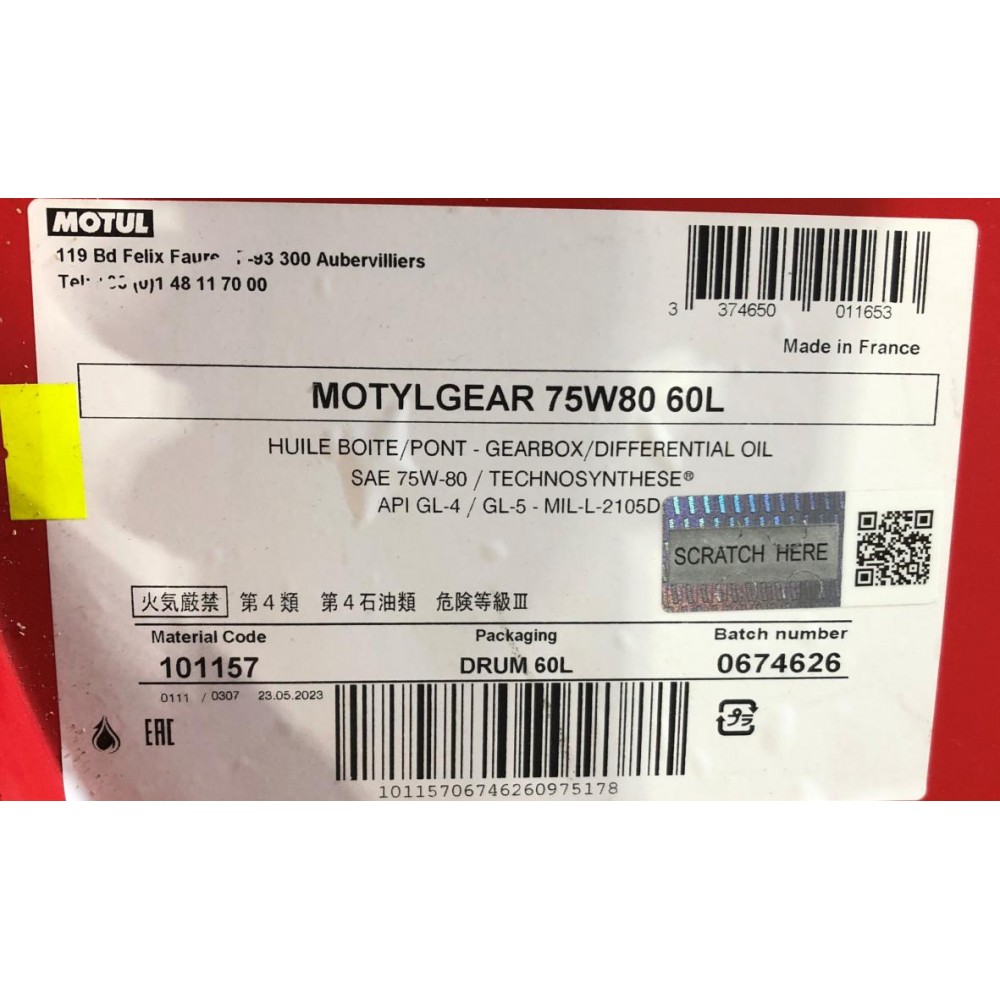 MOTUL
119 Bd Felix Faure -93 300 Aubervilliers
(0)1 48 11 70 00
3 374650 011653
Made in France
MOTYLGEAR 75W80 60L
HUILE BOITE/PONT - GEARBOX/DIFFERENTIAL OIL
SAE 75W-80 / TECHNOSYNTHESE®
API GL-4 / GL-5 - MIL-L-2105D
SCRATCH HERE
火気厳禁 第4類 第4石油類 危険等級Ⅲ
Material Code Packaging Batch number
101157 DRUM 60L 0674626
0111 / 0307 23.05.2023
EAC
プラ
10115706746260975178